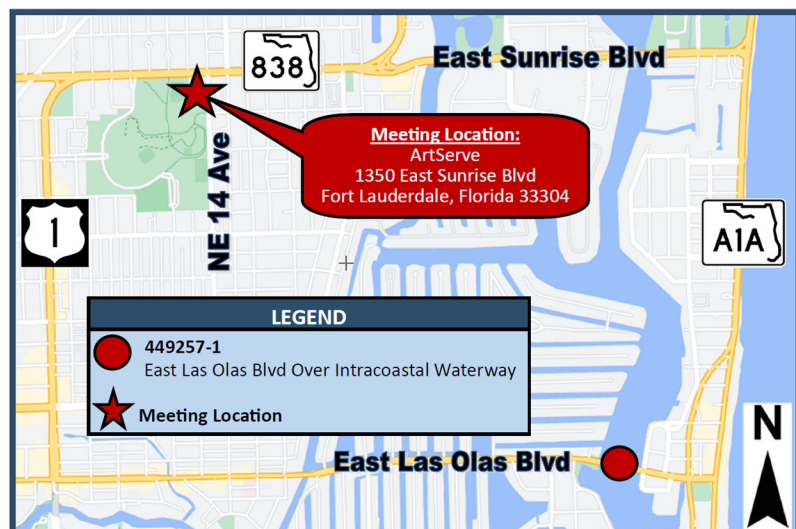 838
East Sunrise Blvd
Meeting Location:
ArtServe
1350 East Sunrise Blvd
Fort Lauderdale, Florida 33304
NE 14 Ave
1
A1A
LEGEND
449257-1
East Las Olas Blvd Over Intracoastal Waterway
Meeting Location
East Las Olas Blvd
N